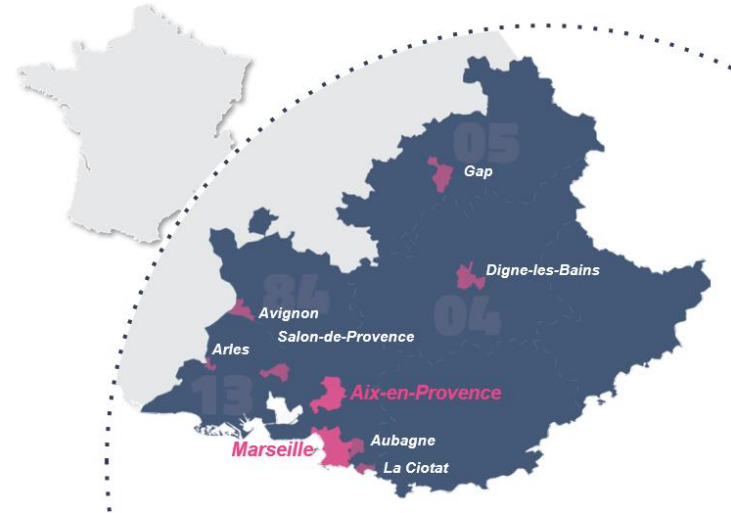 05
Gap
Digne-les-Bains
84
04
Avignon
Salon-de-Provence
Arles
13
Aix-en-Provence
Marseille
Aubagne
La Ciotat